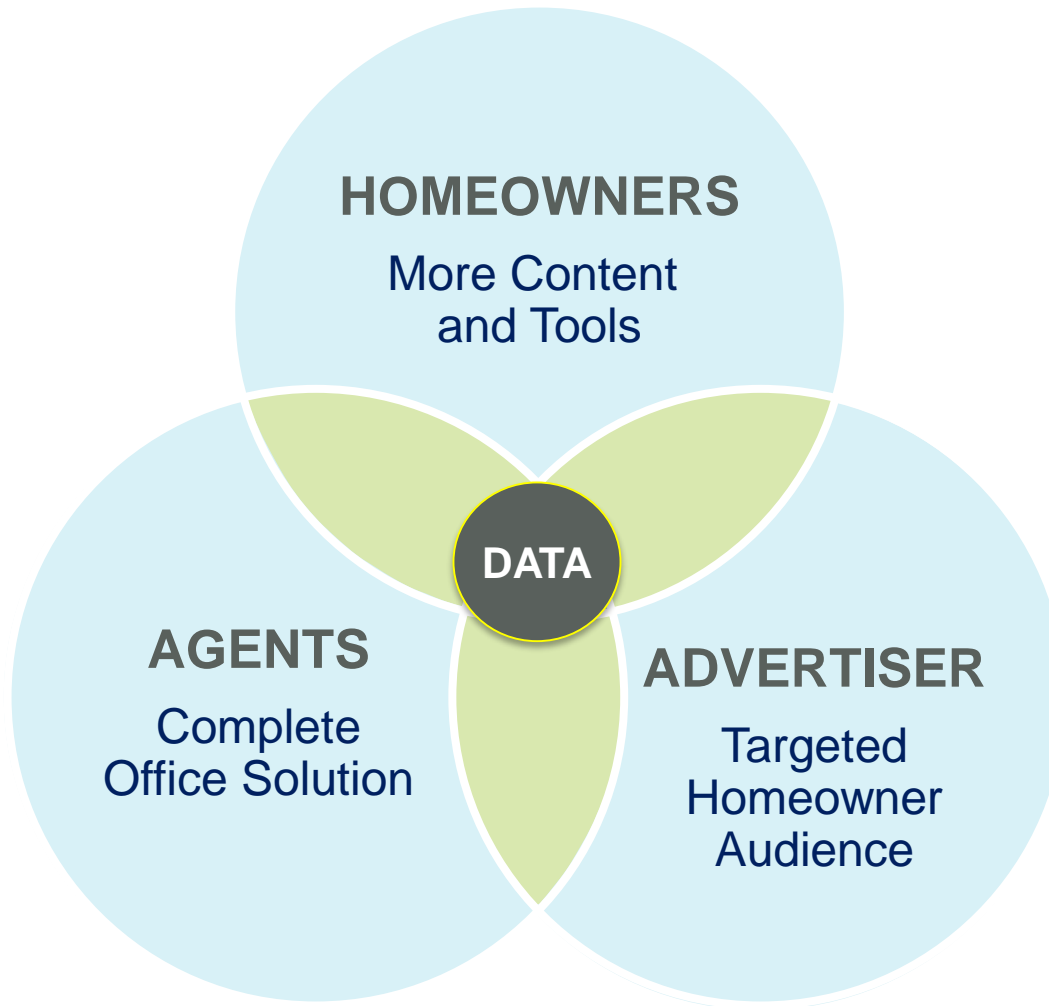 HOMEOWNERS
More Content
and Tools
DATA
AGENTS
Complete
Office Solution
ADVERTISER
Targeted
Homeowner
Audience